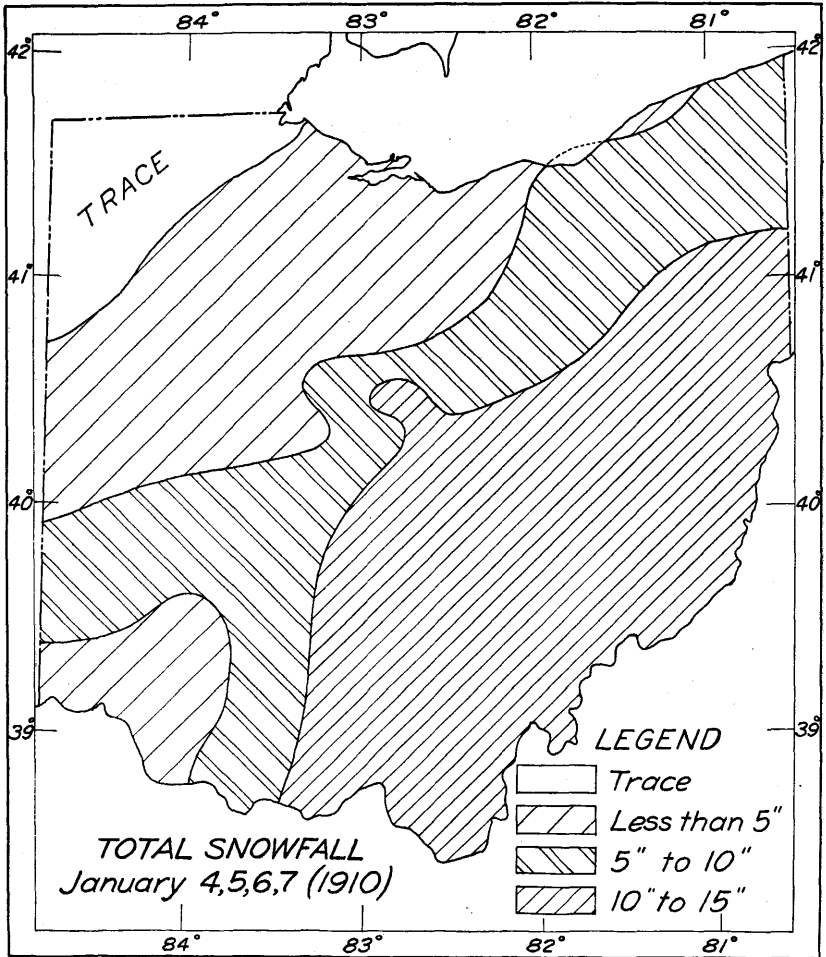 84° 83° 82° 81°
42° 42°
TRACE
41° 41°
40° 40°
39° 39°
LEGEND
Trace
Less than 5"
5" to 10"
10" to 15"
TOTAL SNOWFALL
January 4,5,6,7 (1910)
84° 83° 82° 81°